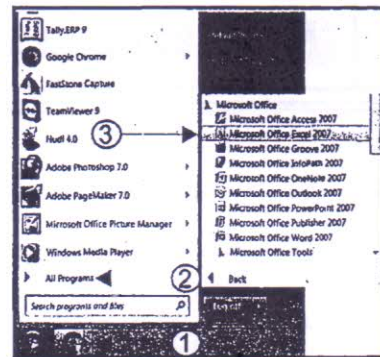 Tally.ERP 9
Google Chrome
FastStone Capture
TeamViewer 8
③
Nudi 4.0
Adobe Photoshop 7.0
Adobe PageMaker 7.0
Microsoft Office Picture Manager
Windows Media Player
All Programs
Search programs and files
Microsoft Office
Microsoft Office Access 2007
Microsoft Office Excel 2007
Microsoft Office Groove 2007
Microsoft Office InfoPath 2007
Microsoft Office OneNote 2007
Microsoft Office Outlook 2007
Microsoft Office PowerPoint 2007
Microsoft Office Publisher 2007
Microsoft Office Word 2007
Microsoft Office Tools
②
Back
①